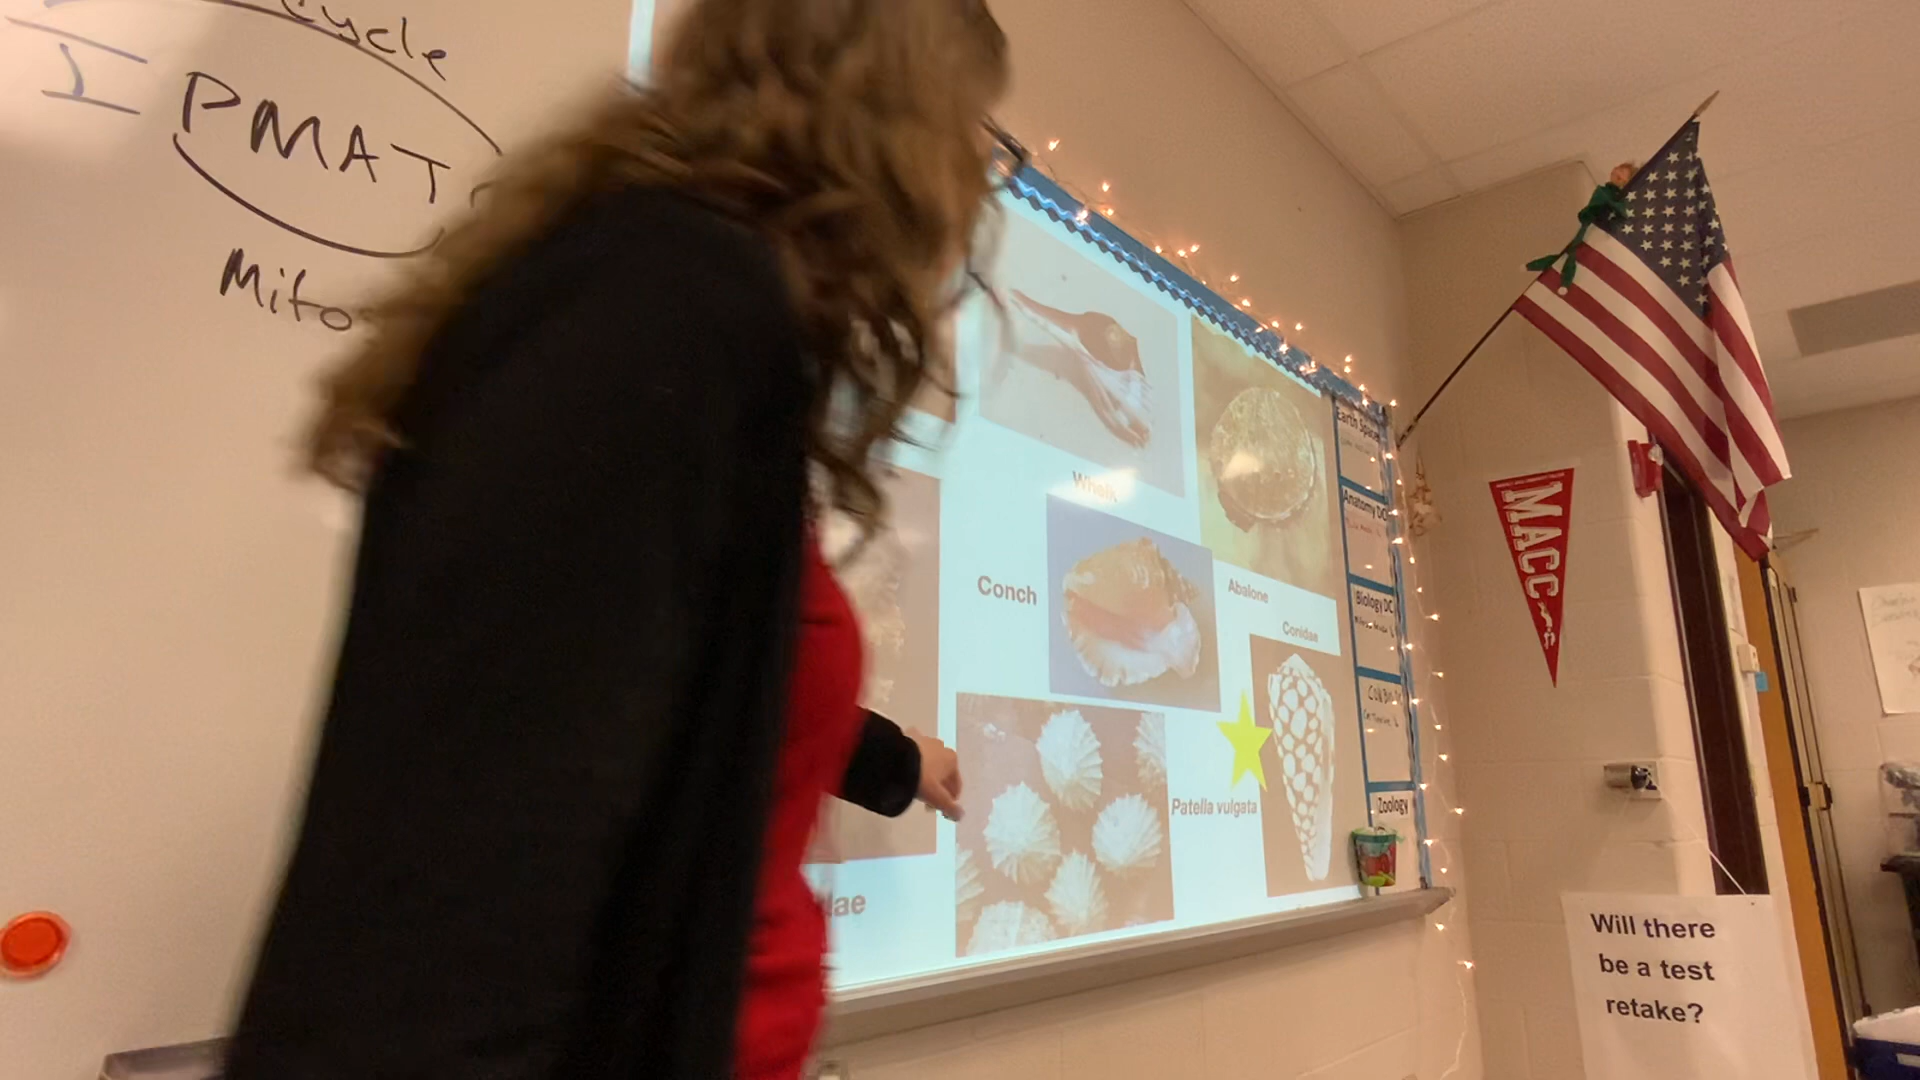 Cycle
I PMAT
Mito
Whelk
Conch
Abalone
Conidae
Patella vulgata
dae
Earth Space
Anatomy DC
Biology DC
Zoology
MACC
Will there
be a test
retake?